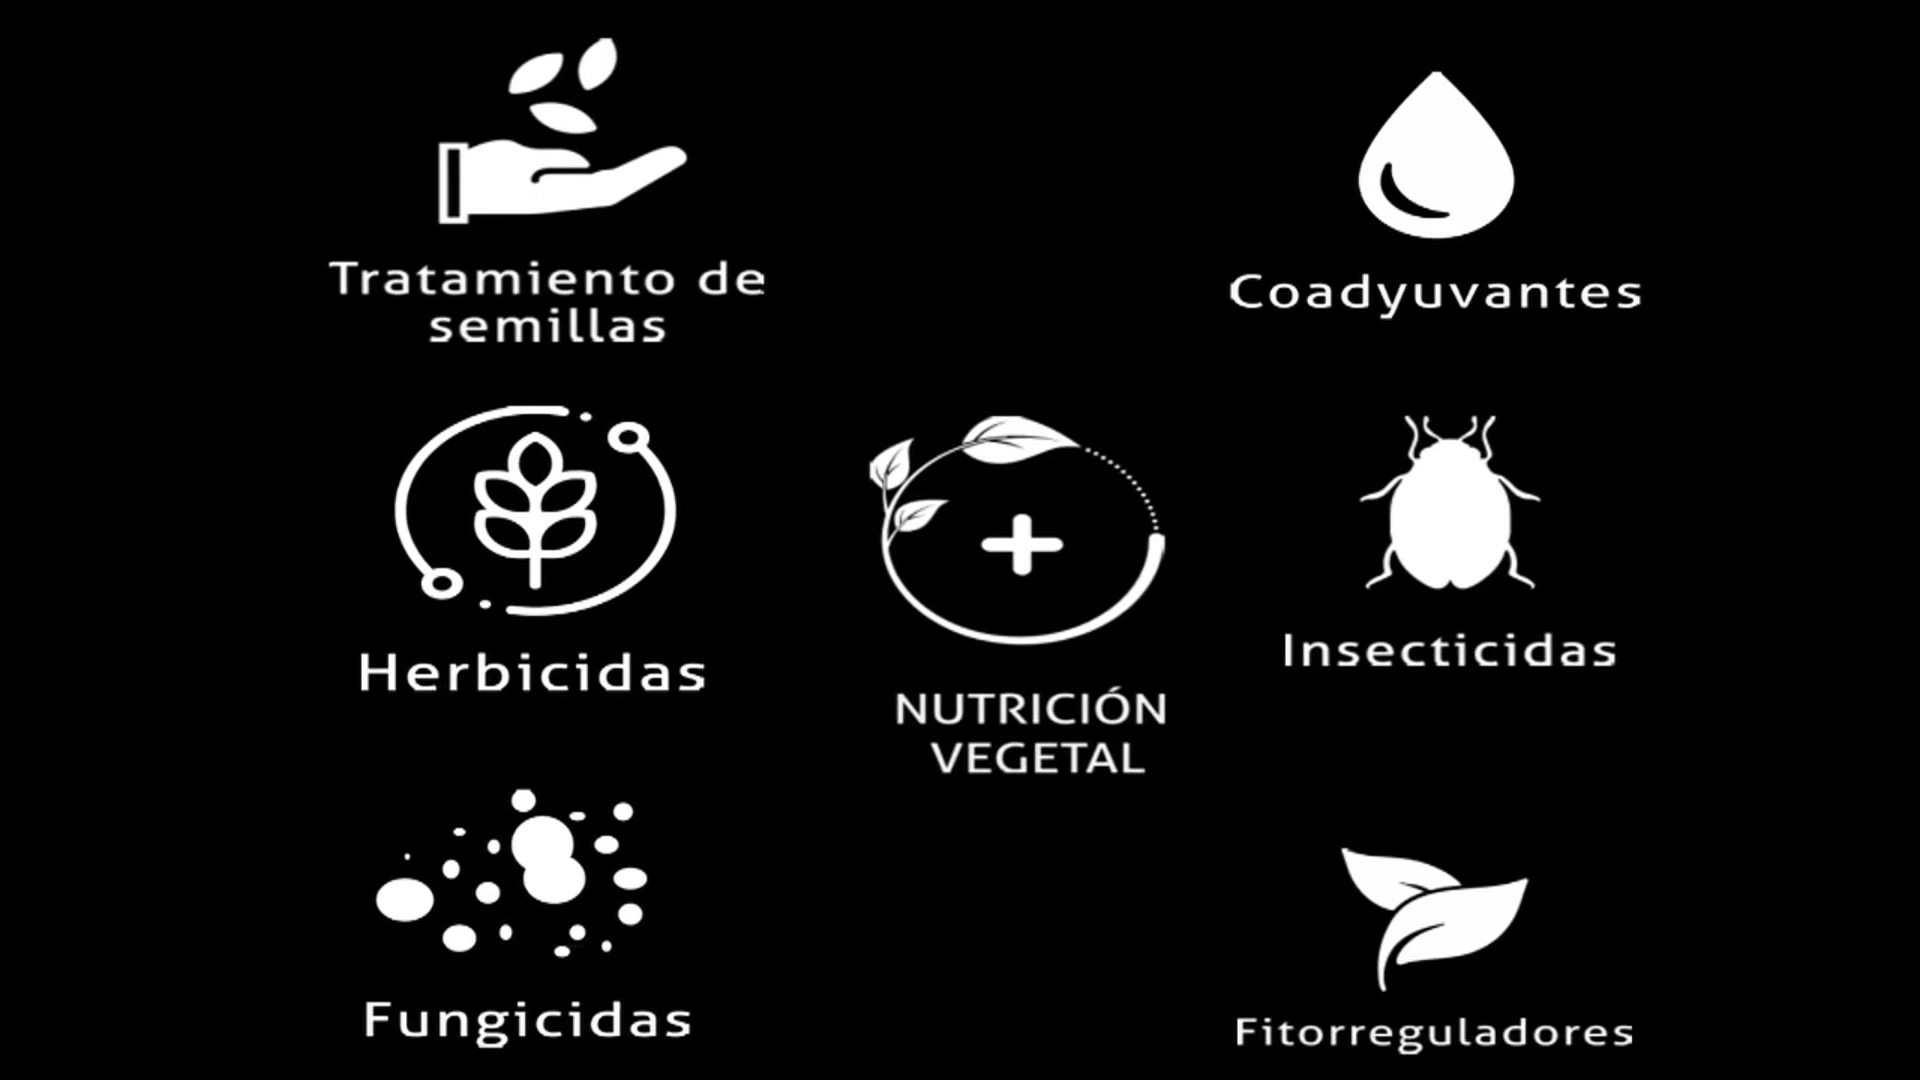 Tratamiento de
semillas
Coadyuvantes
Herbicidas
NUTRICIÓN
VEGETAL
Insecticidas
Fungicidas
Fitorreguladores